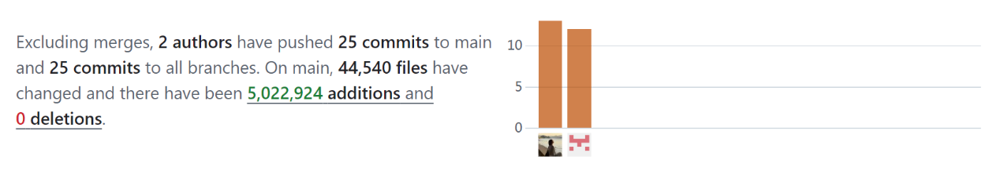 Excluding merges, 2 authors have pushed 25 commits to main
and 25 commits to all branches. On main, 44,540 files have
changed and there have been 5,022,924 additions and
0 deletions.
10
5
0